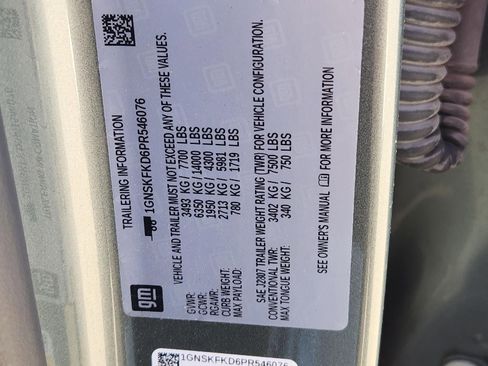 TRAILERING INFORMATION
1GNSKFKD6PR546076
VEHICLE AND TRAILER MUST NOT EXCEED ANY OF THESE VALUES.
GVWR: 3493 KG / 7700 LBS
GCWR: 6350 KG / 14000 LBS
RGAWR: 1950 KG / 4300 LBS
CURB WEIGHT: 2713 KG / 5981 LBS
MAX PAYLOAD: 780 KG / 1719 LBS
SAE J2807 TRAILER WEIGHT RATING (TWR) FOR VEHICLE CONFIGURATION.
CONVENTIONAL TWR: 3402 KG / 7500 LBS
MAX TONGUE WEIGHT: 340 KG / 750 LBS
SEE OWNER'S MANUAL FOR MORE INFORMATION
gm
1GNSKFKD6PR546076